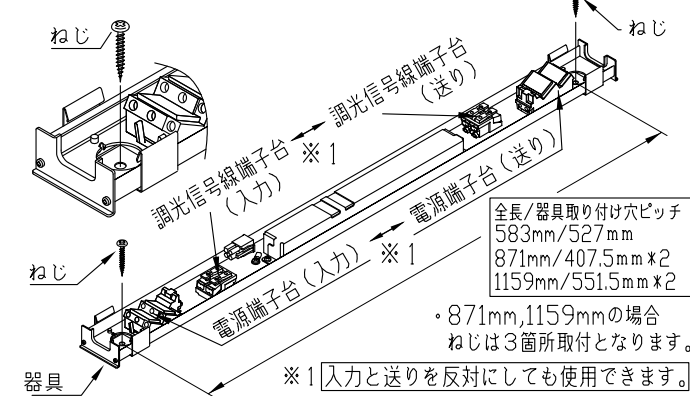 ねじ
ねじ
調光信号線端子台
(送り)
調光信号線端子台
(入力)
※1
電源端子台(送り)
電源端子台(入力)
※1
ねじ
器具
全長/器具取り付け穴ピッチ
583mm/527mm
871mm/407.5mm*2
1159mm/551.5mm*2
・871mm,1159mmの場合
ねじは3箇所取付となります。
※1 入力と送りを反対にしても使用できます。